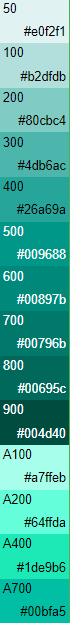 50
#e0f2f1
100
#b2dfdb
200
#80cbc4
300
#4db6ac
400
#26a69a
500
#009688
600
#00897b
700
#00796b
800
#00695c
900
#004d40
A100
#a7ffeb
A200
#64ffda
A400
#1de9b6
A700
#00bfa5